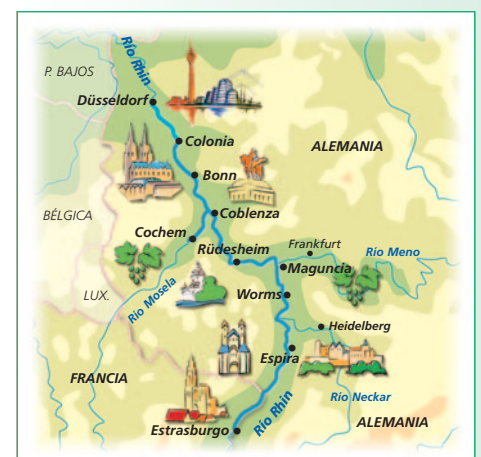 Río Rhin
P. BAJOS
Düsseldorf
Colonia
ALEMANIA
Bonn
BÉLGICA
Coblenza
Cochem
Rüdesheim
Frankfurt
Río Meno
Maguncia
LUX.
Río Mosela
Worms
Heidelberg
Espira
FRANCIA
Río Neckar
Estrasburgo
Río Rhin
ALEMANIA